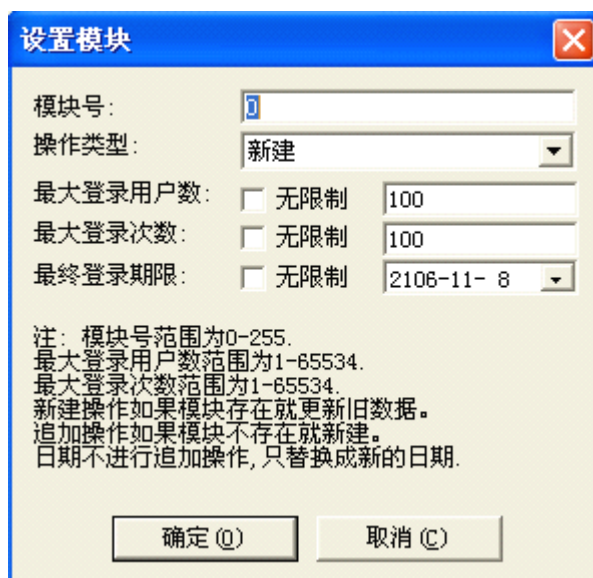 设置模块
模块号: 0
操作类型: 新建
最大登录用户数: 无限制 100
最大登录次数: 无限制 100
最终登录期限: 无限制 2106-11- 8
注: 模块号范围为0-255.
最大登录用户数范围为1-65534.
最大登录次数范围为1-65534.
新建操作如果模块存在就更新旧数据。
追加操作如果模块不存在就新建。
日期不进行追加操作,只替换成新的日期.
确定(O) 取消(C)